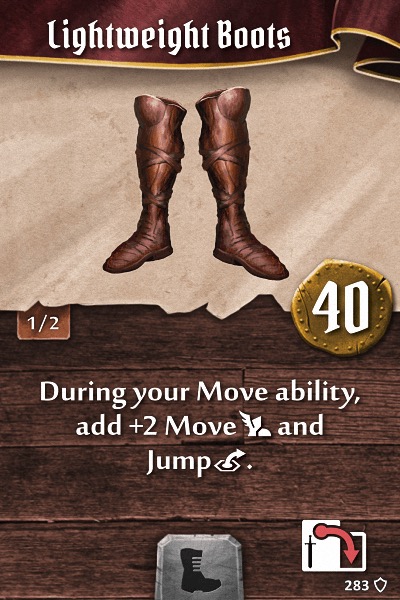 Lightweight Boots
1/2
40
During your Move ability,
add +2 Move and
Jump.
283